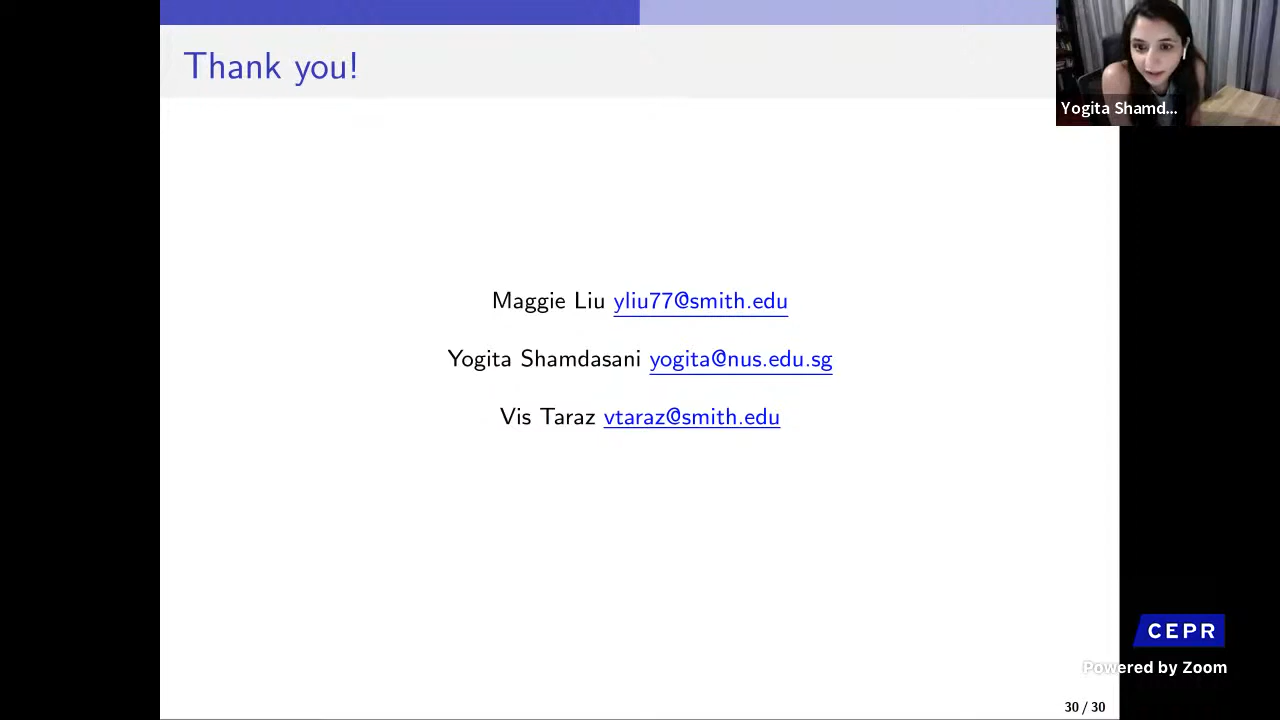 Thank you!
Yogita Shamd...
Maggie Liu yliu77@smith.edu
Yogita Shamdasani yogita@nus.edu.sg
Vis Taraz vtaraz@smith.edu
CEPR
Powered by Zoom
30 / 30